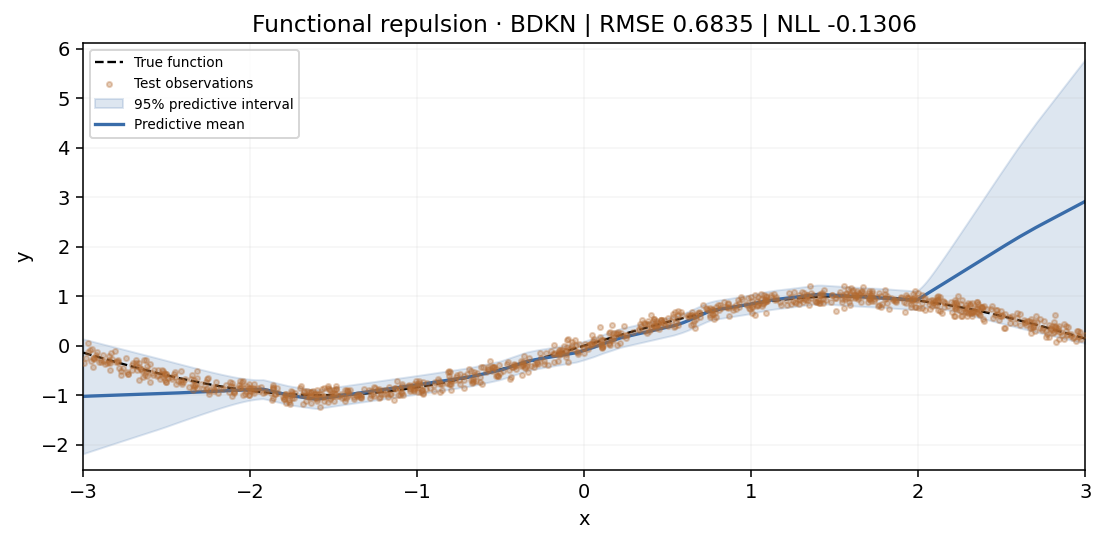 Functional repulsion · BDKN | RMSE 0.6835 | NLL -0.1306
True function
Test observations
95% predictive interval
Predictive mean
6
5
4
3
2
1
0
−1
−2
y
−3
−2
−1
0
1
2
3
x